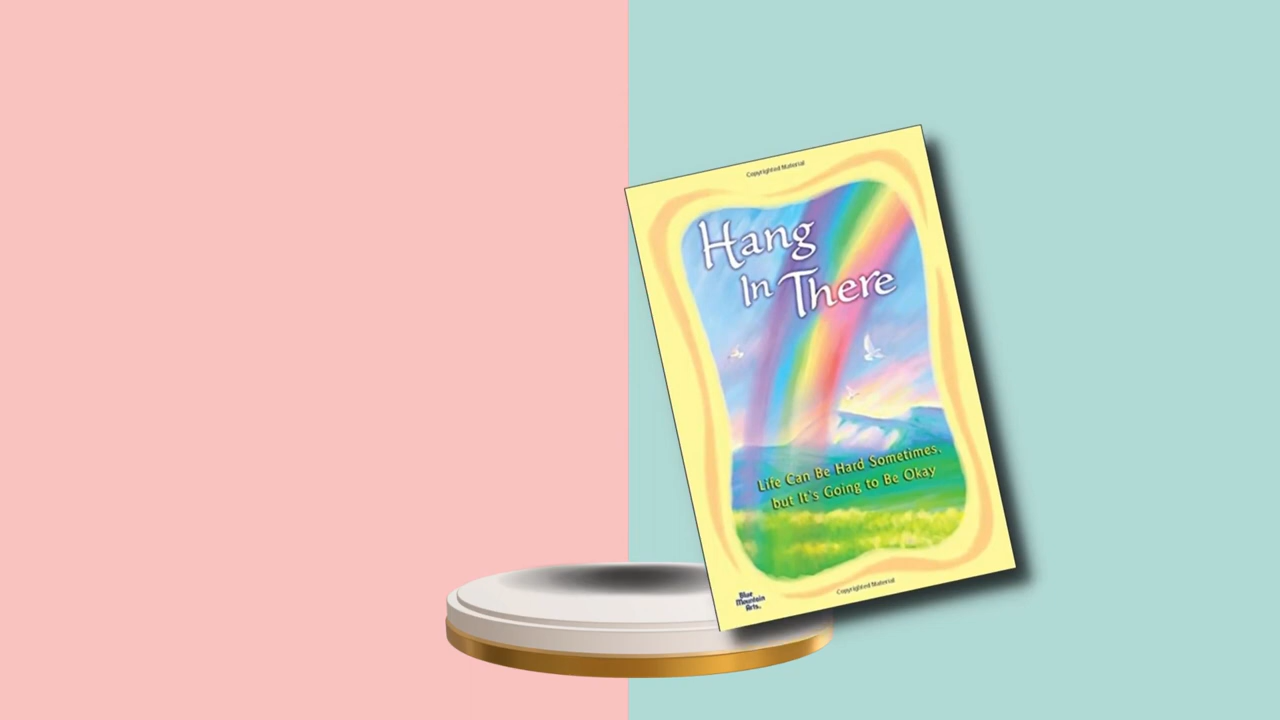 Copyrighted Material
Hang
In There
Life Can Be Hard Sometimes,
but It's Going to Be Okay
Blue
Mountain
Arts
Copyrighted Material